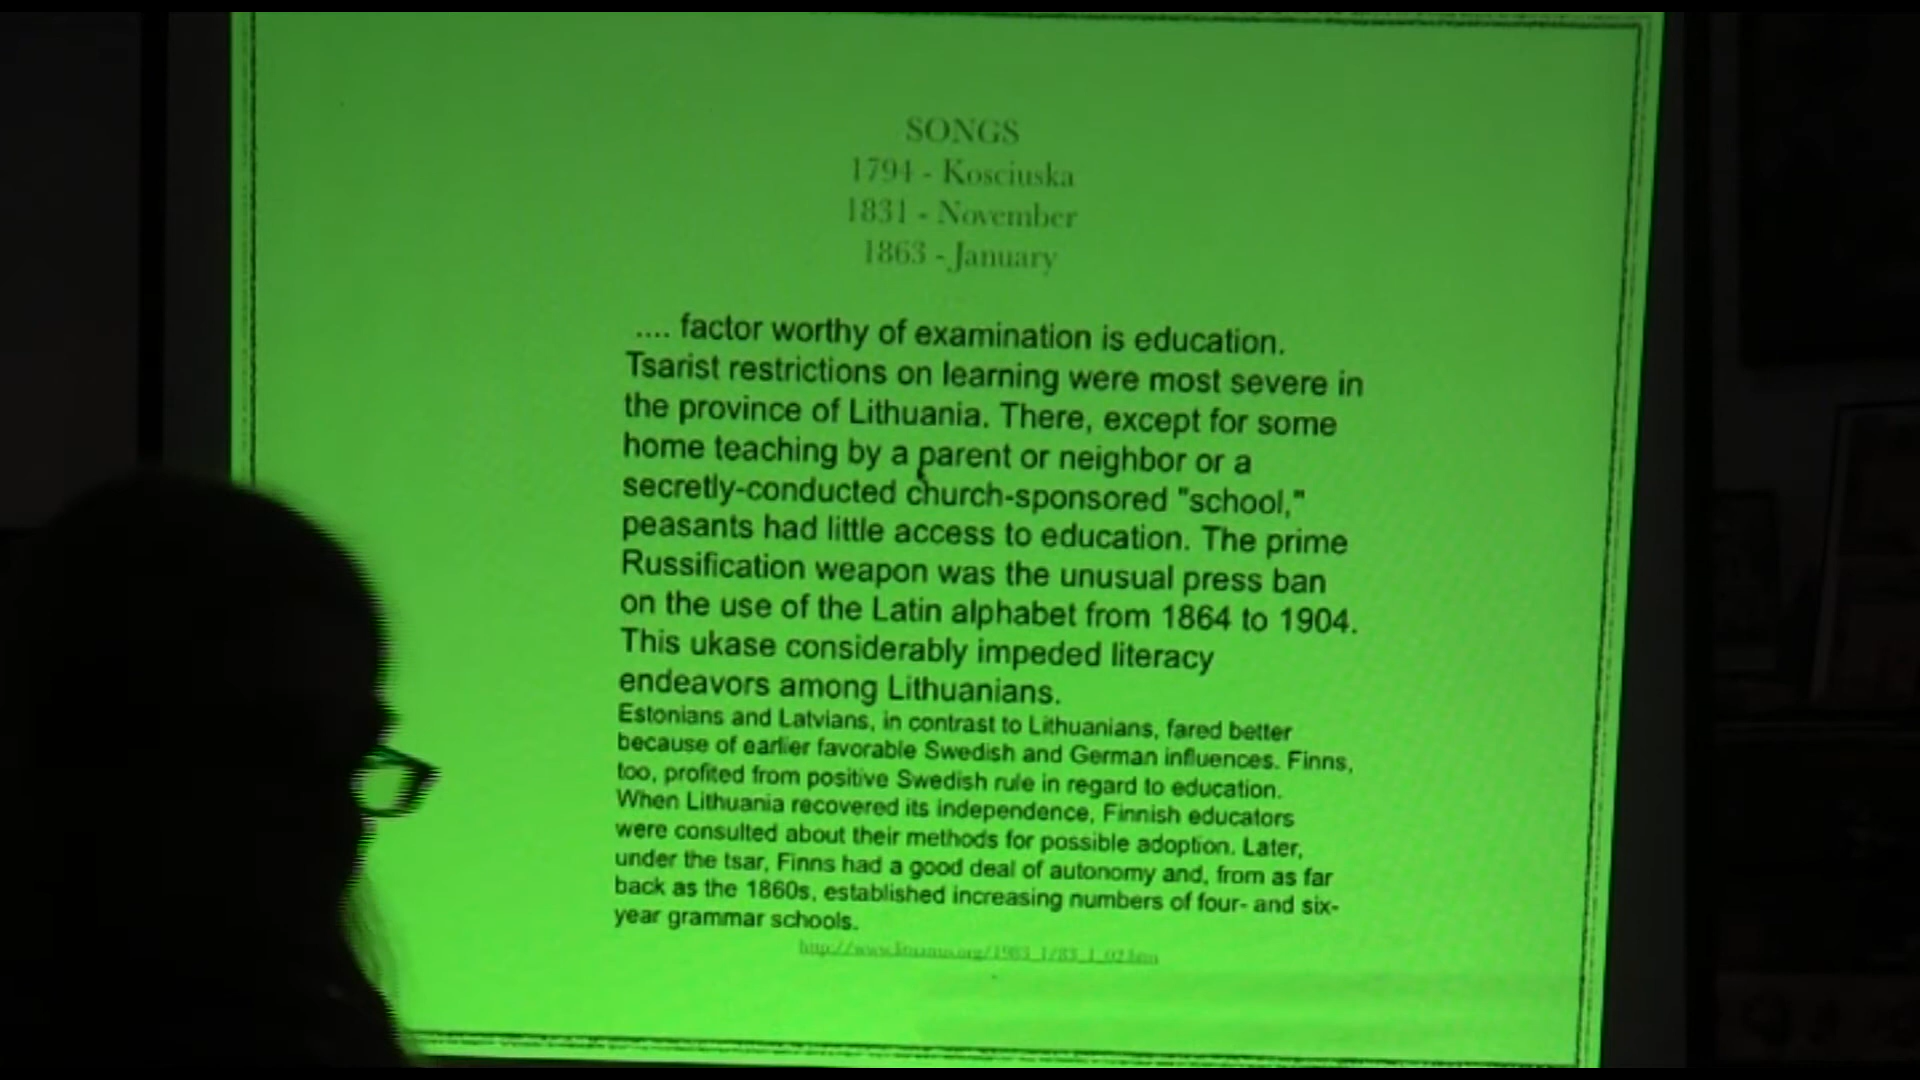 SONGS
1794 - Kosciuska
1831 - November
1863 - January
.... factor worthy of examination is education.
Tsarist restrictions on learning were most severe in
the province of Lithuania. There, except for some
home teaching by a parent or neighbor or a
secretly-conducted church-sponsored "school,"
peasants had little access to education. The prime
Russification weapon was the unusual press ban
on the use of the Latin alphabet from 1864 to 1904.
This ukase considerably impeded literacy
endeavors among Lithuanians.
Estonians and Latvians, in contrast to Lithuanians, fared better
because of earlier favorable Swedish and German influences. Finns,
too, profited from positive Swedish rule in regard to education.
When Lithuania recovered its independence, Finnish educators
were consulted about their methods for possible adoption. Later,
under the tsar, Finns had a good deal of autonomy and, from as far
back as the 1860s, established increasing numbers of four- and six-
year grammar schools.